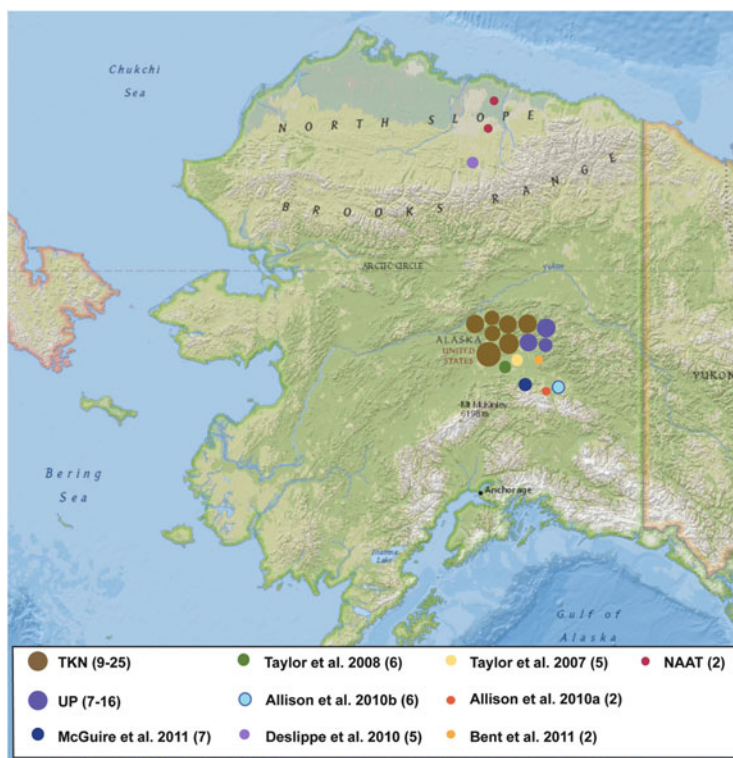 Chukchi
Sea
NORTH SLOPE
BROOKS RANGE
ARCTIC CIRCLE
Yukon
ALASKA
UNITED
STATES
YUKON
Mt McKinley
6198m
Bering
Sea
Anchorage
Iliamna
Lake
Gulf of
Alaska
TKN (9-25)
Taylor et al. 2008 (6)
Taylor et al. 2007 (5)
NAAT (2)
UP (7-16)
Allison et al. 2010b (6)
Allison et al. 2010a (2)
McGuire et al. 2011 (7)
Deslippe et al. 2010 (5)
Bent et al. 2011 (2)